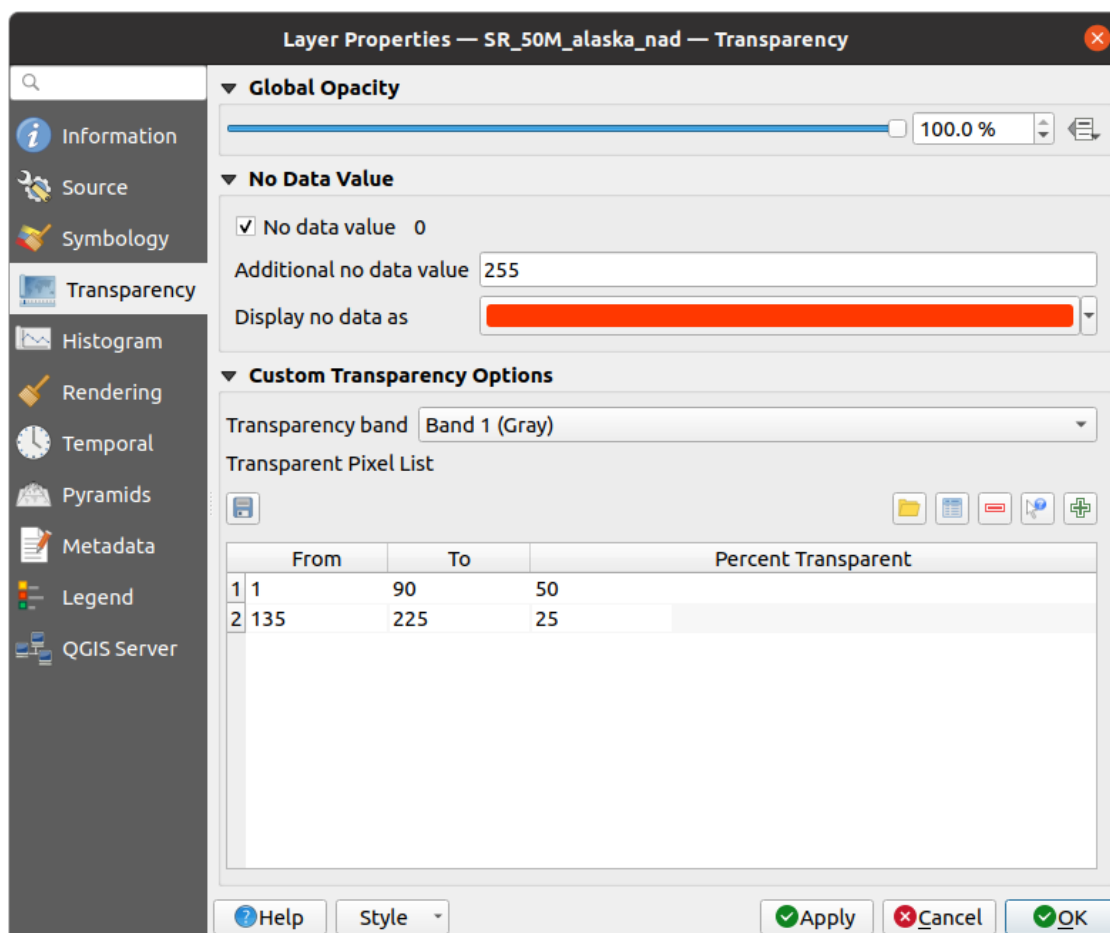 Layer Properties — SR_50M_alaska_nad — Transparency
Information
Source
Symbology
Transparency
Histogram
Rendering
Temporal
Pyramids
Metadata
Legend
QGIS Server
Global Opacity
100.0 %
No Data Value
No data value 0
Additional no data value 255
Display no data as
Custom Transparency Options
Transparency band Band 1 (Gray)
Transparent Pixel List
From To Percent Transparent
1 1 90 50
2 135 225 25
Help Style Apply Cancel OK